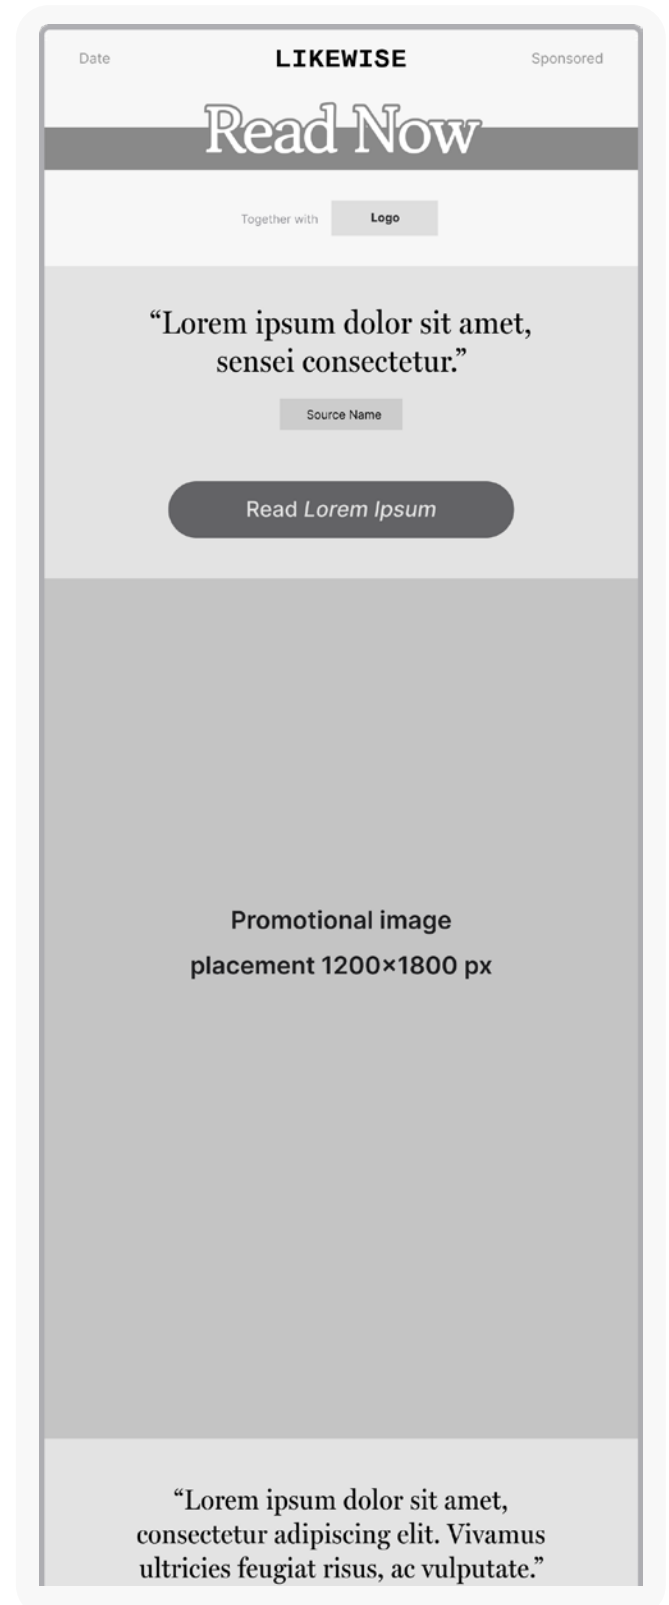 Date
LIKEWISE
Sponsored
Read Now
Together with
Logo
“Lorem ipsum dolor sit amet,
sensei consectetur.”
Source Name
Read Lorem Ipsum
Promotional image
placement 1200×1800 px
“Lorem ipsum dolor sit amet,
consectetur adipiscing elit. Vivamus
ultricies feugiat risus, ac vulputate.”